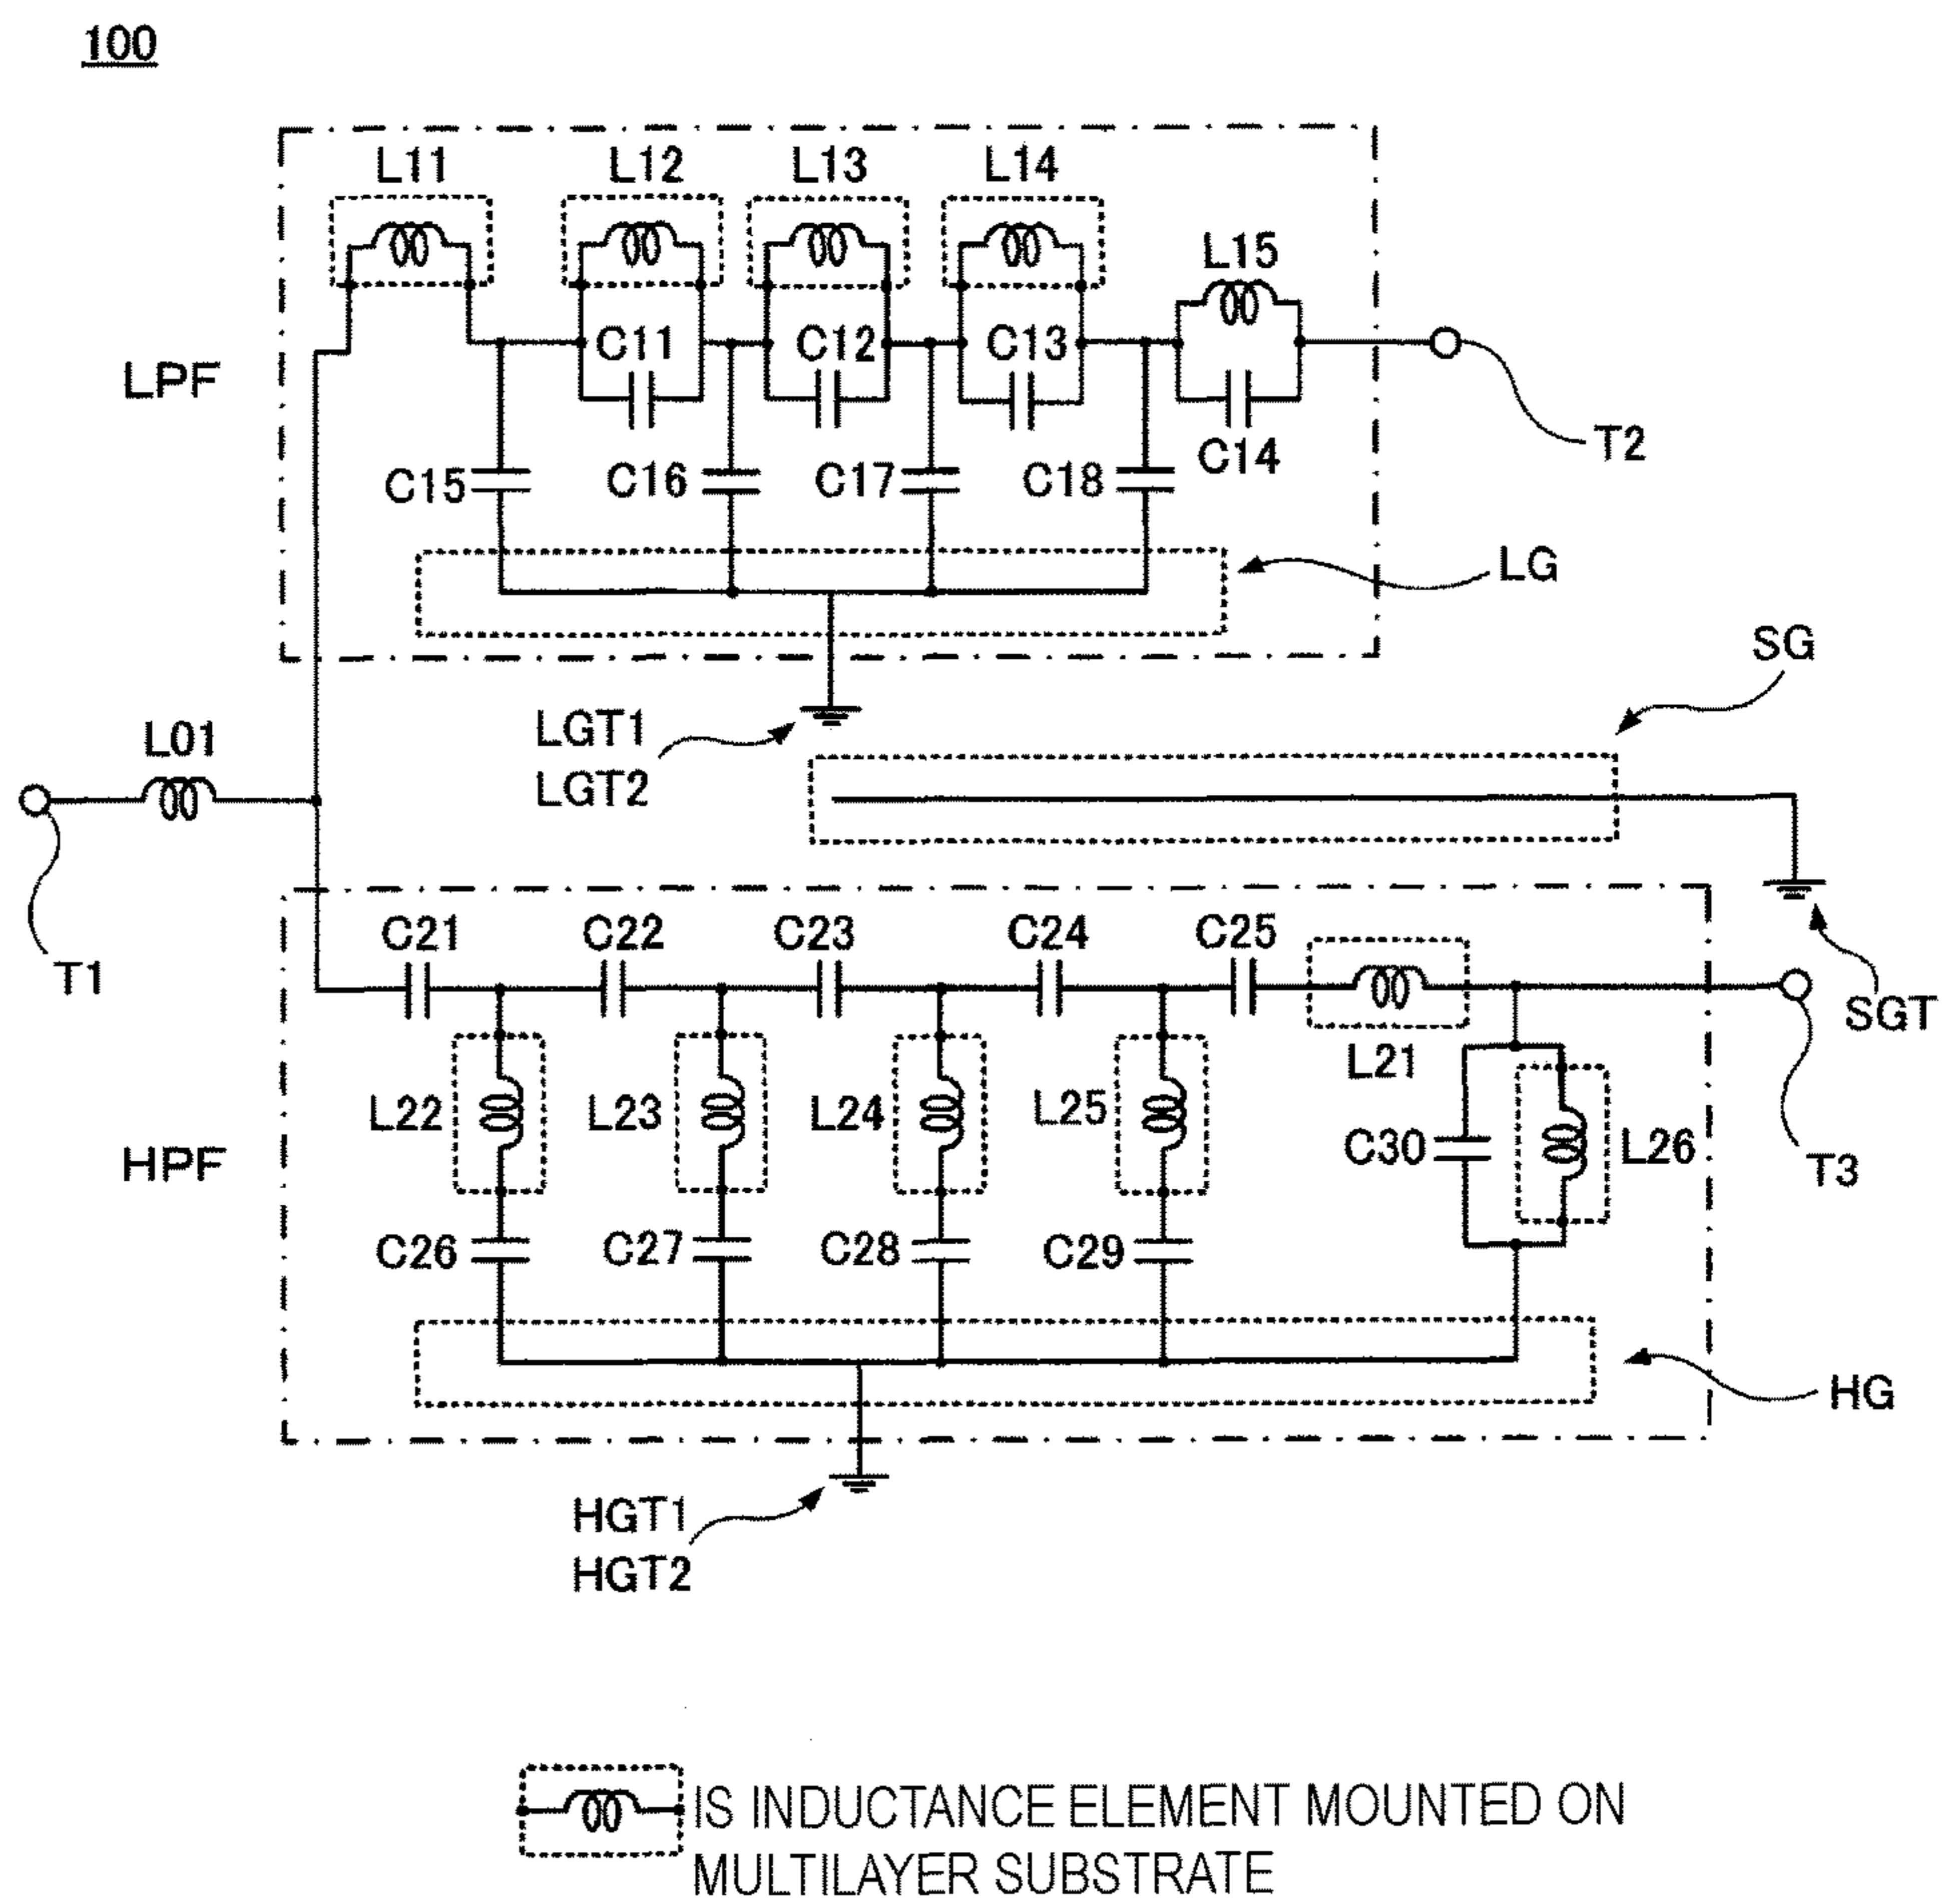 100
L11
L12
L13
L14
L15
C11
C12
C13
C14
LPF
T2
C15
C16
C17
C18
LG
SG
LGT1
LGT2
L01
T1
C21
C22
C23
C24
C25
SGT
L21
L22
L23
L24
L25
C30
L26
T3
HPF
C26
C27
C28
C29
HG
HGT1
HGT2
IS INDUCTANCE ELEMENT MOUNTED ON
MULTILAYER SUBSTRATE